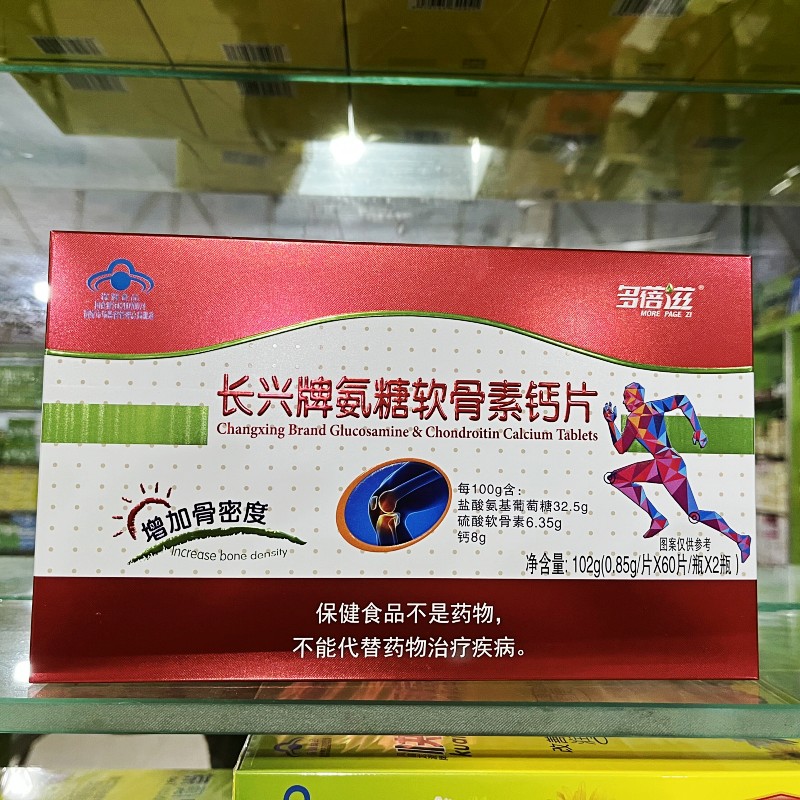 保健食品
多蓓滋®
MORE PAGE ZI
长兴牌氨糖软骨素钙片
Changxing Brand Glucosamine & Chondroitin Calcium Tablets
增加骨密度
Increase bone density
每100g含:
盐酸氨基葡萄糖32.5g
硫酸软骨素6.35g
钙8g
图案仅供参考
净含量: 102g(0.85g/片X60片/瓶X2瓶)
保健食品不是药物,
不能代替药物治疗疾病。